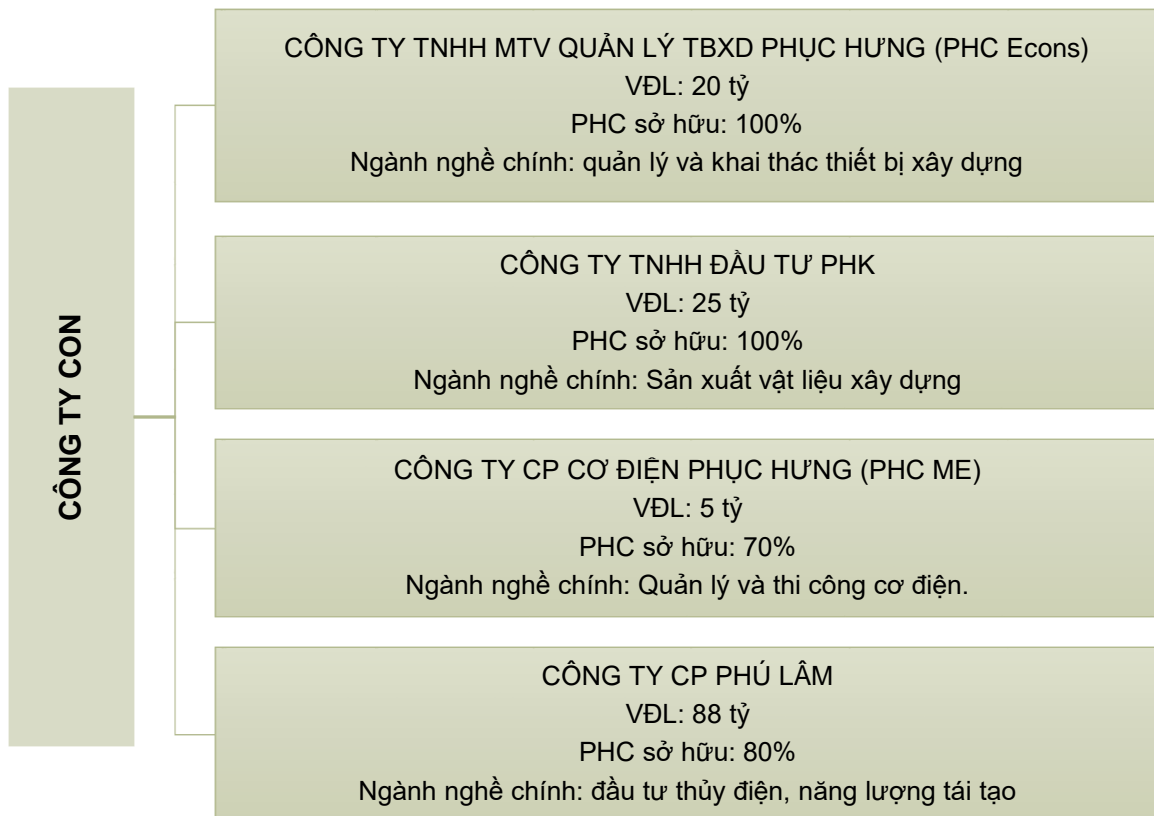 CÔNG TY CON
CÔNG TY TNHH MTV QUẢN LÝ TBXD PHỤC HƯNG (PHC Econs)
VĐL: 20 tỷ
PHC sở hữu: 100%
Ngành nghề chính: quản lý và khai thác thiết bị xây dựng
CÔNG TY TNHH ĐẦU TƯ PHK
VĐL: 25 tỷ
PHC sở hữu: 100%
Ngành nghề chính: Sản xuất vật liệu xây dựng
CÔNG TY CP CƠ ĐIỆN PHỤC HƯNG (PHC ME)
VĐL: 5 tỷ
PHC sở hữu: 70%
Ngành nghề chính: Quản lý và thi công cơ điện.
CÔNG TY CP PHÚ LÂM
VĐL: 88 tỷ
PHC sở hữu: 80%
Ngành nghề chính: đầu tư thủy điện, năng lượng tái tạo